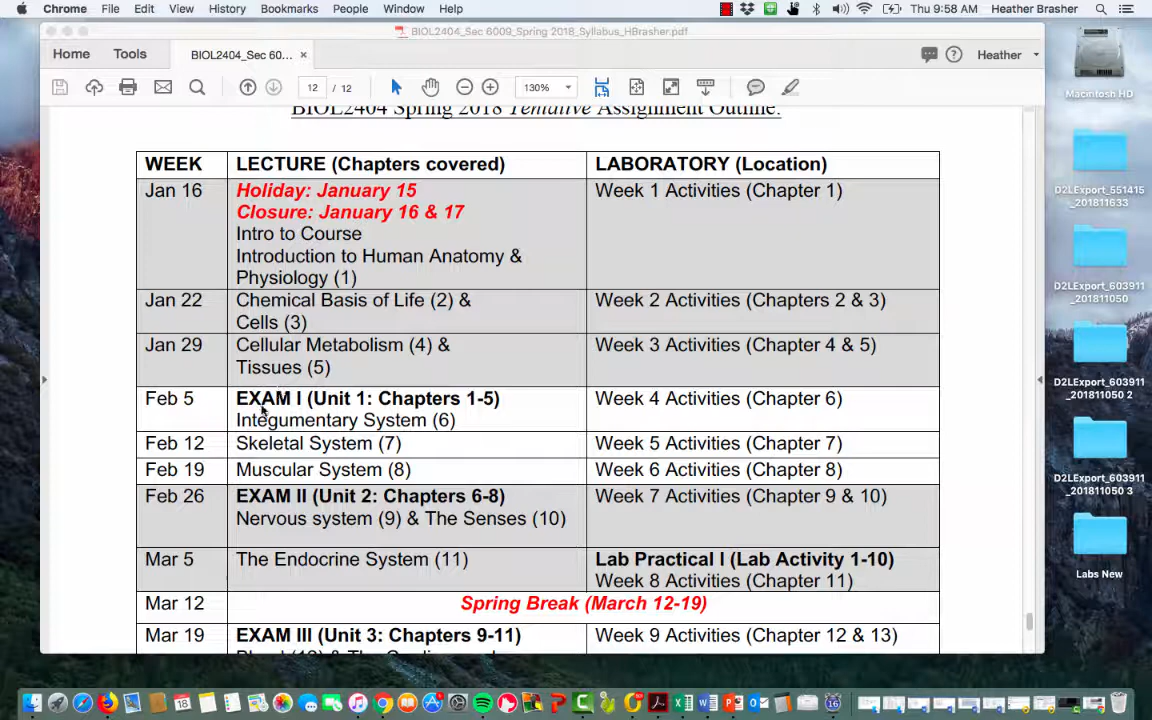 Chrome File Edit View History Bookmarks People Window Help Thu 9:58 AM Heather Brasher
BIOL2404_Sec 6009_Spring 2018_Syllabus_HBrasher.pdf
Home Tools BIOL2404_Sec 60... × Heather
12 / 12 130%
BIOL2404 Spring 2018 Tentative Assignment Outline:
WEEK LECTURE (Chapters covered) LABORATORY (Location)
Jan 16 Holiday: January 15 Week 1 Activities (Chapter 1)
Closure: January 16 & 17
Intro to Course
Introduction to Human Anatomy &
Physiology (1)
Jan 22 Chemical Basis of Life (2) & Week 2 Activities (Chapters 2 & 3)
Cells (3)
Jan 29 Cellular Metabolism (4) & Week 3 Activities (Chapter 4 & 5)
Tissues (5)
Feb 5 EXAM I (Unit 1: Chapters 1-5) Week 4 Activities (Chapter 6)
Integumentary System (6)
Feb 12 Skeletal System (7) Week 5 Activities (Chapter 7)
Feb 19 Muscular System (8) Week 6 Activities (Chapter 8)
Feb 26 EXAM II (Unit 2: Chapters 6-8) Week 7 Activities (Chapter 9 & 10)
Nervous system (9) & The Senses (10)
Mar 5 The Endocrine System (11) Lab Practical I (Lab Activity 1-10)
Week 8 Activities (Chapter 11)
Mar 12 Spring Break (March 12-19)
Mar 19 EXAM III (Unit 3: Chapters 9-11) Week 9 Activities (Chapter 12 & 13)
Macintosh HD
D2LExport_551415
_201811633
D2LExport_603911
_201811050
D2LExport_603911
_201811050 2
D2LExport_603911
_201811050 3
Labs New